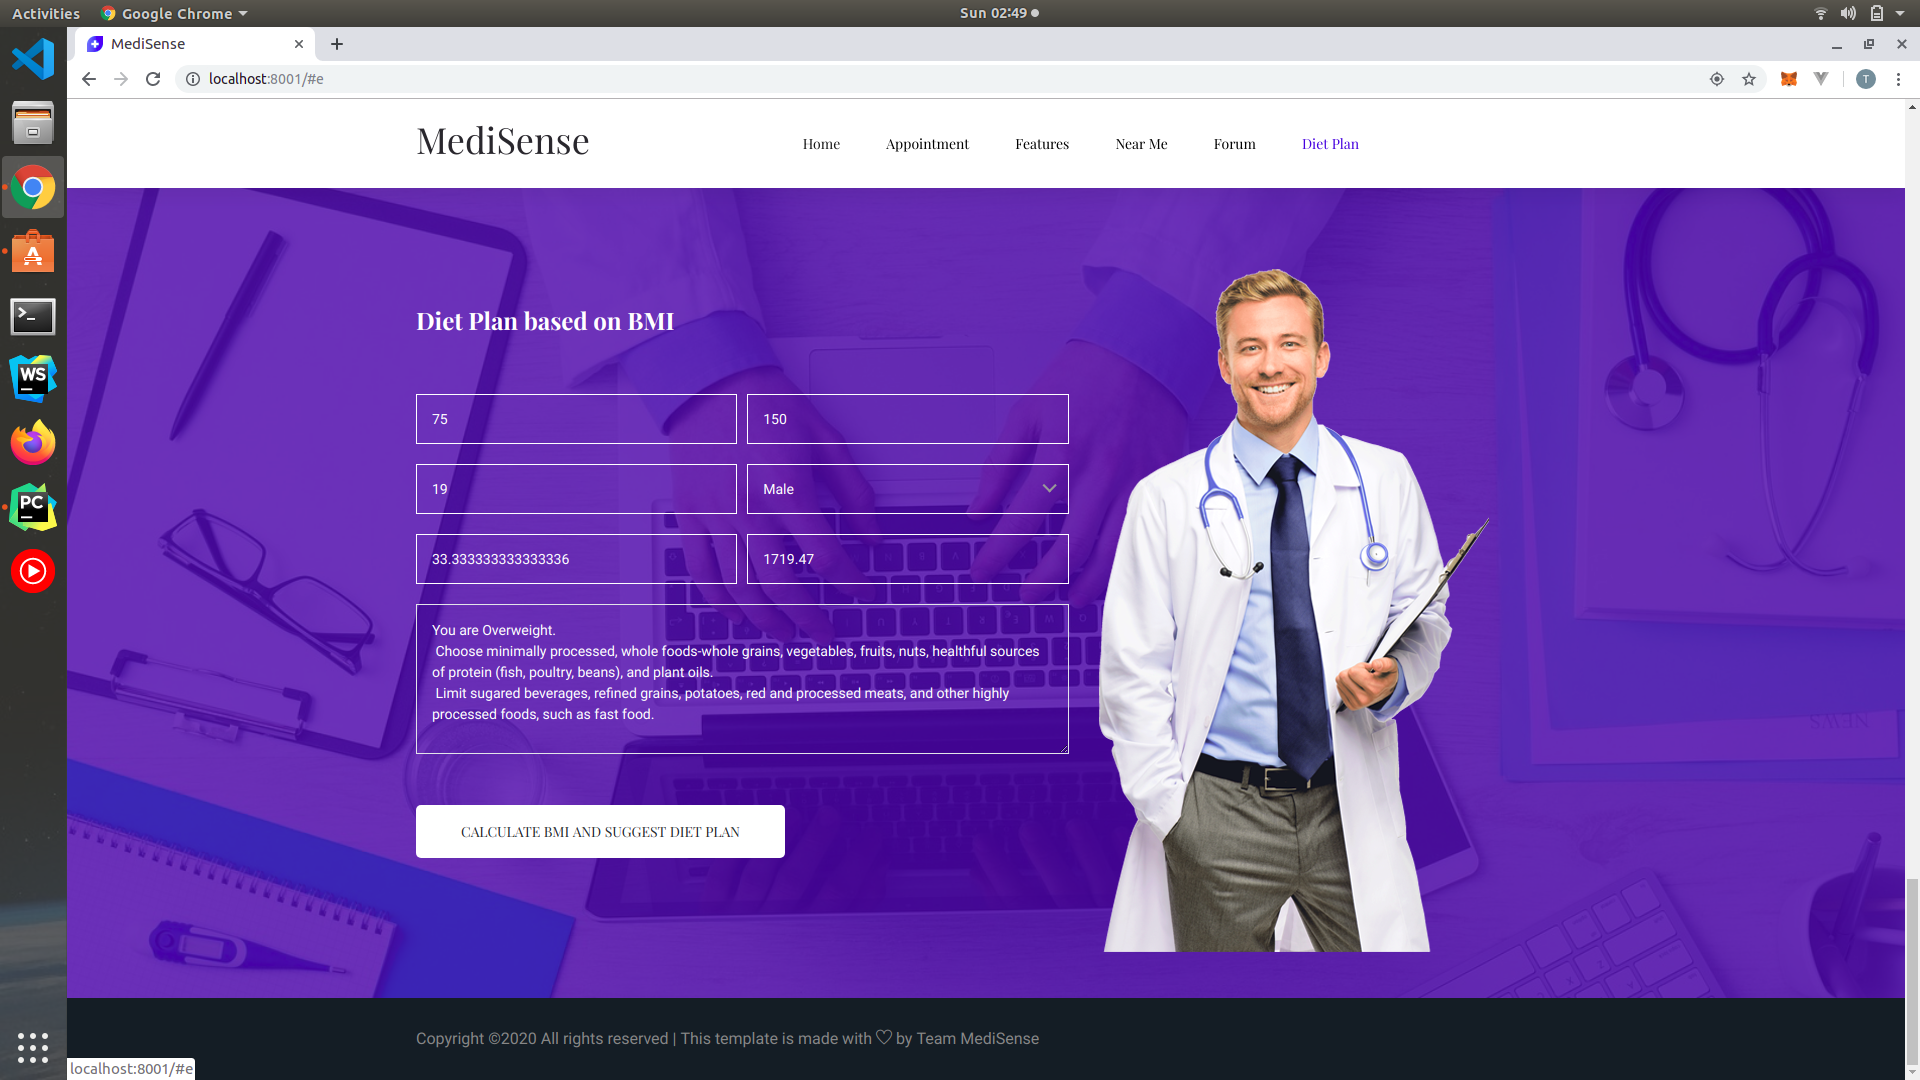 Activities
Google Chrome
Sun 02:49
MediSense
localhost:8001/#e
T
MediSense
Home
Appointment
Features
Near Me
Forum
Diet Plan
Diet Plan based on BMI
75
150
19
Male
33.333333333333336
1719.47
You are Overweight.
Choose minimally processed, whole foods-whole grains, vegetables, fruits, nuts, healthful sources
of protein (fish, poultry, beans), and plant oils.
Limit sugared beverages, refined grains, potatoes, red and processed meats, and other highly
processed foods, such as fast food.
CALCULATE BMI AND SUGGEST DIET PLAN
NEWS
WS
PC
Copyright ©2020 All rights reserved | This template is made with ♡ by Team MediSense
localhost:8001/#e